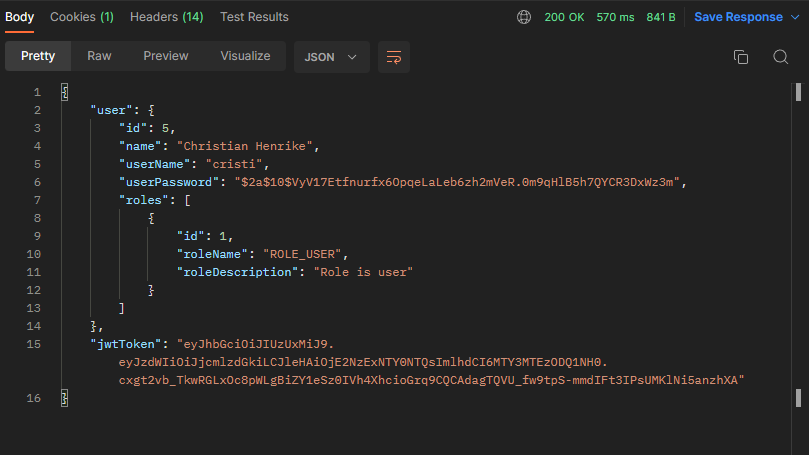 Body Cookies (1) Headers (14) Test Results 200 OK 570 ms 841 B Save Response
Pretty Raw Preview Visualize JSON
1 {
2 "user": {
3 "id": 5,
4 "name": "Christian Henrike",
5 "userName": "cristi",
6 "userPassword": "$2a$10$VyV17Etfnurfx6OpqeLaLeb6zh2mVeR.0m9qHlB5h7QYCR3DxWz3m",
7 "roles": [
8 {
9 "id": 1,
10 "roleName": "ROLE_USER",
11 "roleDescription": "Role is user"
12 }
13 ]
14 },
15 "jwtToken": "eyJhbGciOiJIUzUxMiJ9.
eyJzdWIiOiJjcmlzdGkiLCJleHAiOjE2NzExNTY0NTQsImlhdCI6MTY3MTEzODQ1NH0.
cxgt2vb_TkwRGLxOc8pWLgBiZY1eSz0IVh4XhcioGrq9CQCAdagTQVU_fw9tpS-mmdIFt3IPsUMKlNi5anzhXA"
16 }